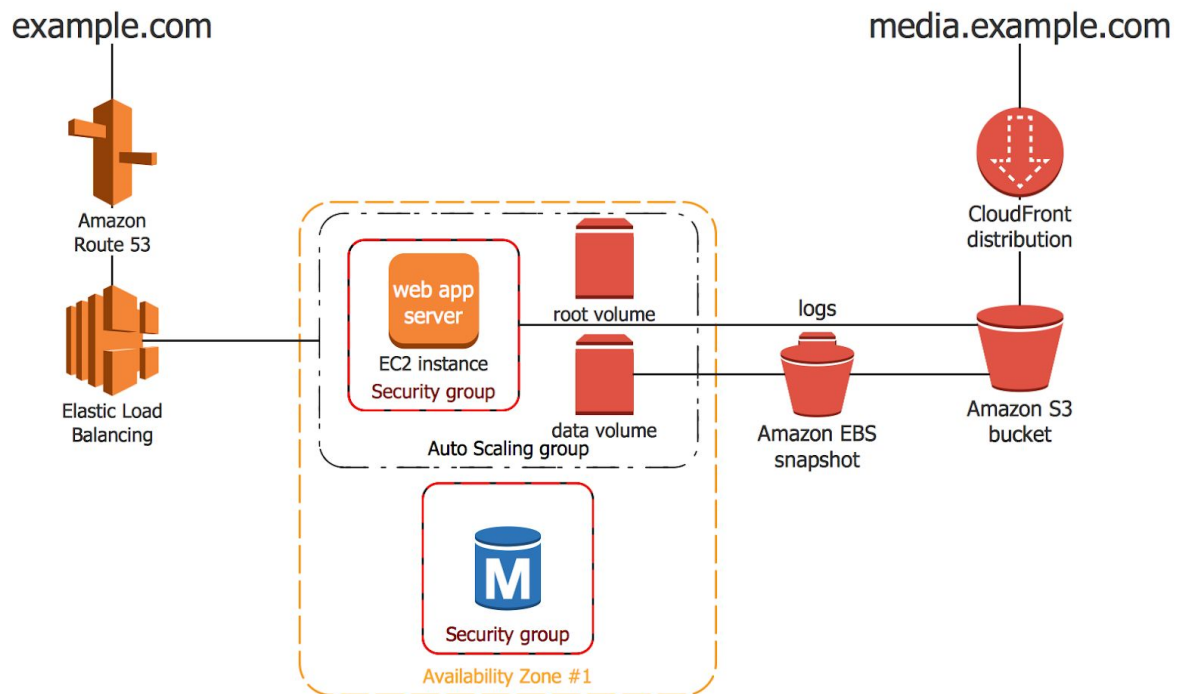 example.com
media.example.com
Amazon
Route 53
CloudFront
distribution
web app
server
EC2 instance
Security group
root volume
logs
Elastic Load
Balancing
data volume
Auto Scaling group
Amazon EBS
snapshot
Amazon S3
bucket
M
Security group
Availability Zone #1